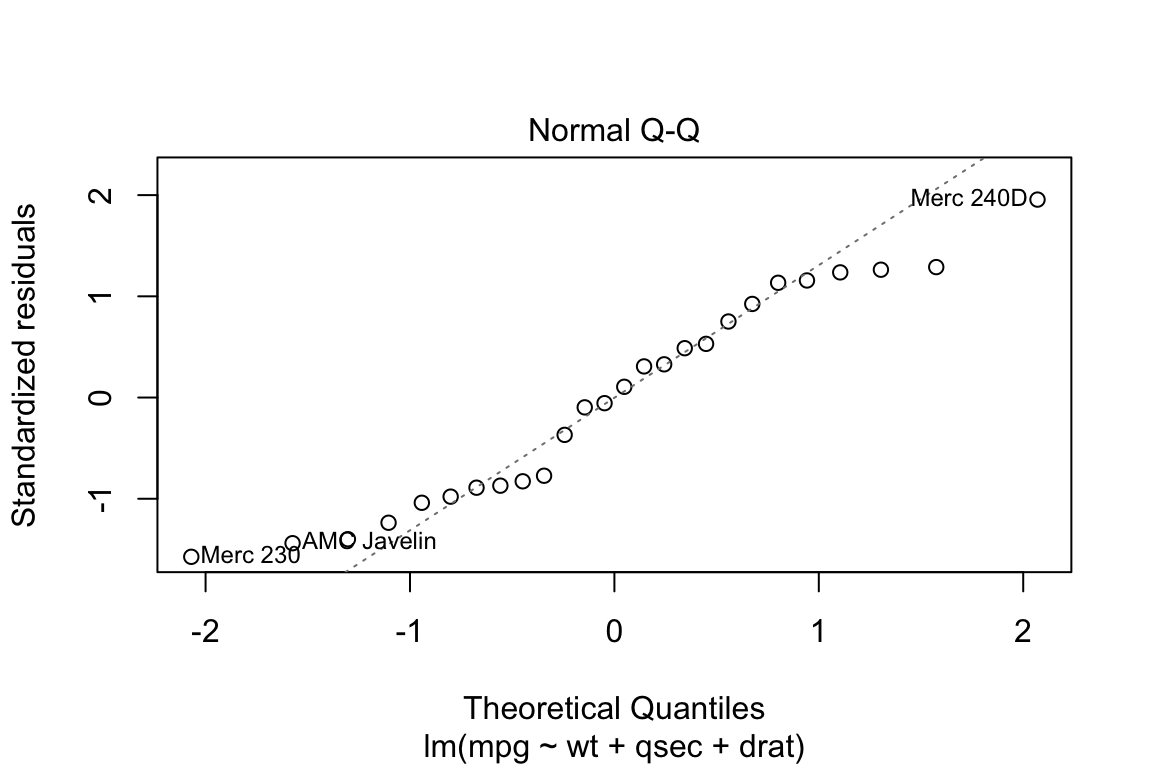 Normal Q-Q
Standardized residuals
2
1
0
-1
Merc 240D
AMC Javelin
Merc 230
-2 -1 0 1 2
Theoretical Quantiles
lm(mpg ~ wt + qsec + drat)